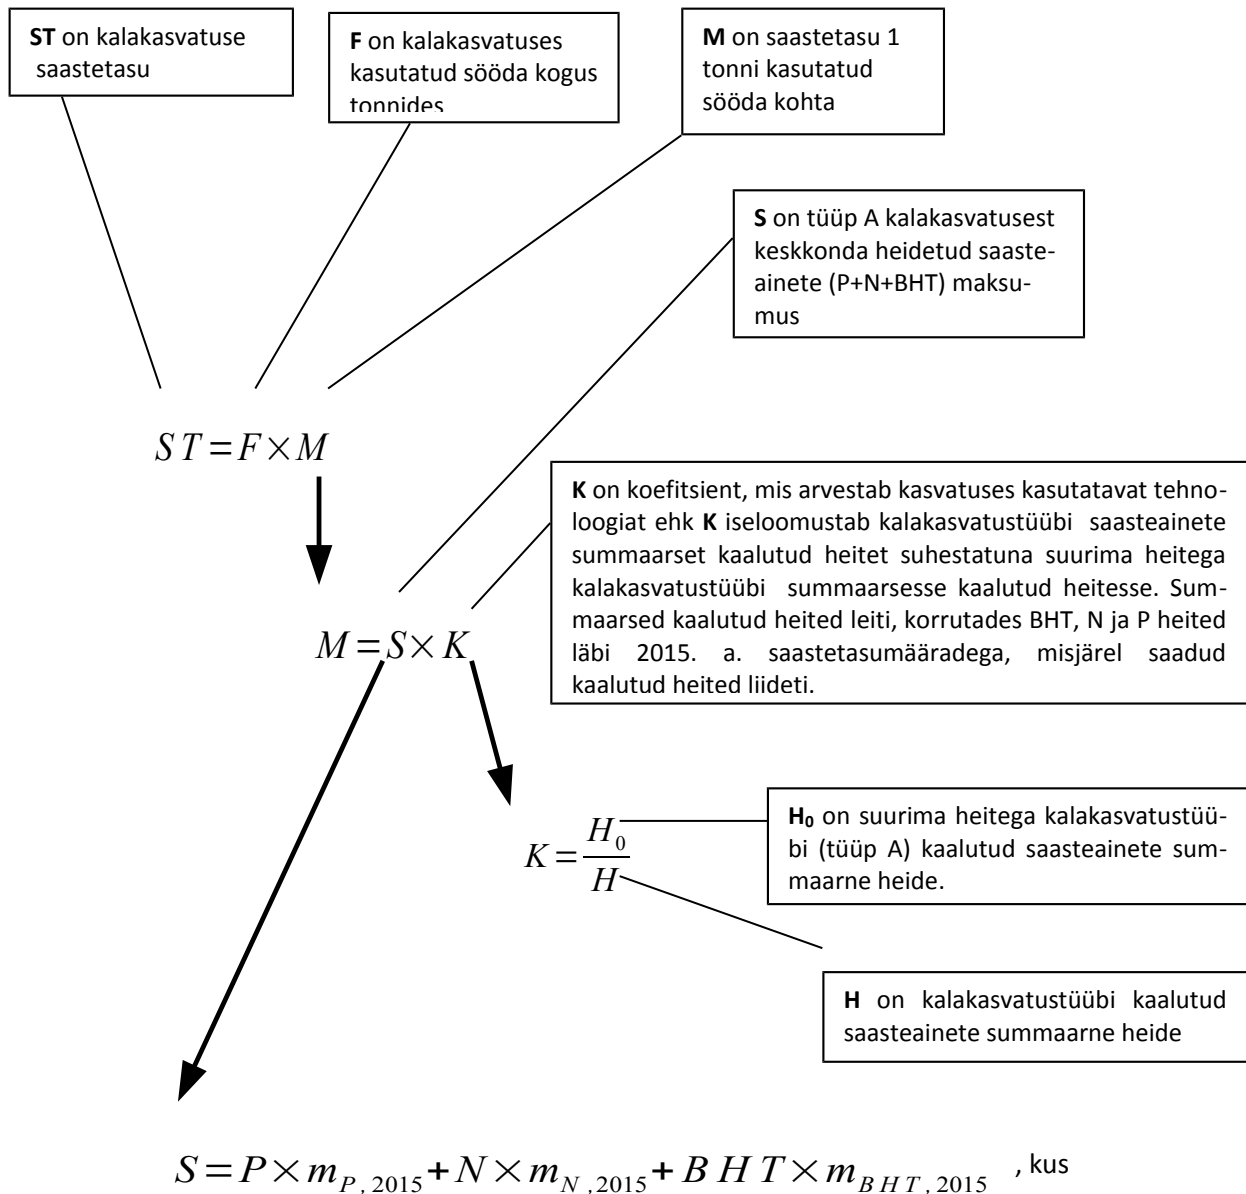 ST on kalakasvatuse
saastetasu
F on kalakasvatuses
kasutatud sööda kogus
tonnides
M on saastetasu 1
tonni kasutatud
sööda kohta
S on tüüp A kalakasvatusest
keskkonda heidetud saaste-
ainete (P+N+BHT) maksu-
mus
ST=F×M
K on koefitsient, mis arvestab kasvatuses kasutatavat tehno-
loogiat ehk K iseloomustab kalakasvatustüübi saasteainete
summaarset kaalutud heitet suhestatuna suurima heitega
kalakasvatustüübi summaarsesse kaalutud heitesse. Sum-
maarsed kaalutud heited leiti, korrutades BHT, N ja P heited
läbi 2015. a. saastetasumääradega, misjärel saadud
kaalutud heited liideti.
M=S×K
H₀ on suurima heitega kalakasvatustüü-
bi (tüüp A) kaalutud saasteainete sum-
maarne heide.
K=H₀/H
H on kalakasvatustüübi kaalutud
saasteainete summaarne heide
S=P×m_P,2015+N×m_N,2015+BHT×m_BHT,2015 , kus